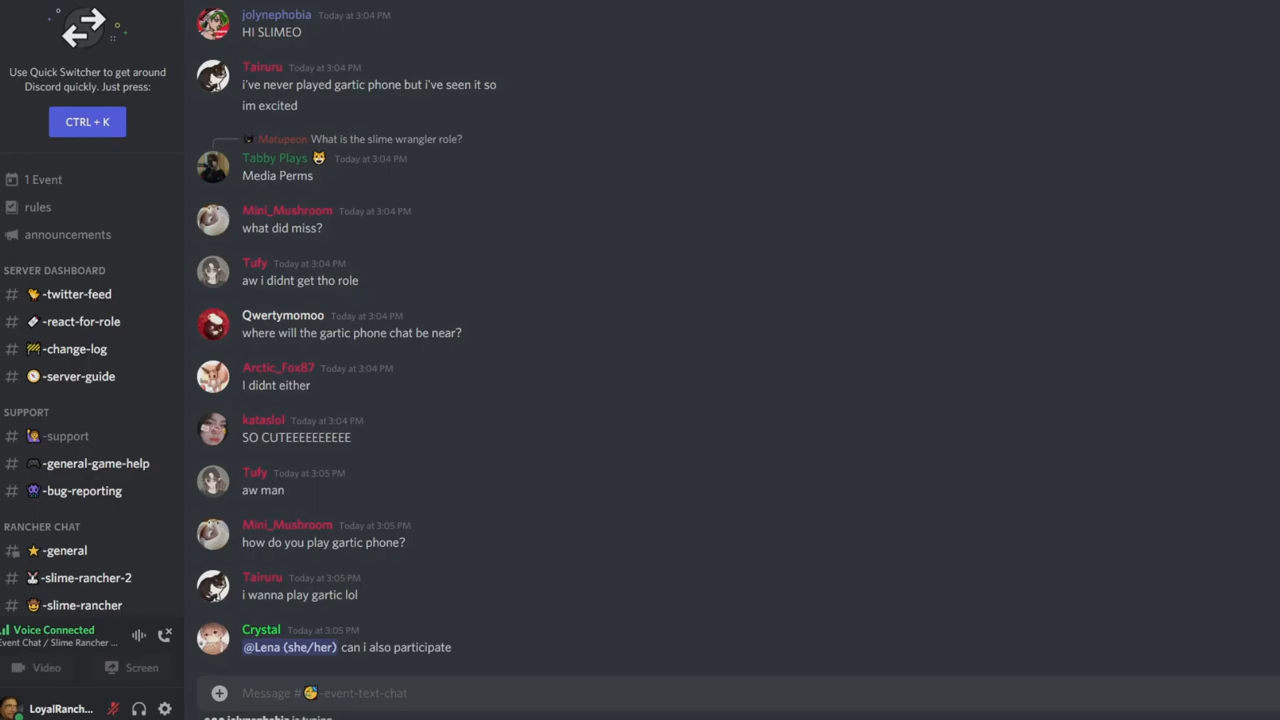 Use Quick Switcher to get around
Discord quickly. Just press:
CTRL + K
1 Event
rules
announcements
SERVER DASHBOARD
-twitter-feed
-react-for-role
-change-log
-server-guide
SUPPORT
-support
-general-game-help
-bug-reporting
RANCHER CHAT
-general
-slime-rancher-2
-slime-rancher
Voice Connected
Event Chat / Slime Rancher ...
Video
Screen
LoyalRanch...
jolynephobia Today at 3:04 PM
HI SLIMEO
Tairuru Today at 3:04 PM
i've never played gartic phone but i've seen it so
im excited
Matupeon What is the slime wrangler role?
Tabby Plays Today at 3:04 PM
Media Perms
Mini_Mushroom Today at 3:04 PM
what did miss?
Tufy Today at 3:04 PM
aw i didnt get tho role
Qwertymomoo Today at 3:04 PM
where will the gartic phone chat be near?
Arctic_Fox87 Today at 3:04 PM
I didnt either
kataslol Today at 3:04 PM
SO CUTEEEEEEEEEE
Tufy Today at 3:05 PM
aw man
Mini_Mushroom Today at 3:05 PM
how do you play gartic phone?
Tairuru Today at 3:05 PM
i wanna play gartic lol
Crystal Today at 3:05 PM
@Lena (she/her) can i also participate
Message # -event-text-chat
jolynephobia is typing